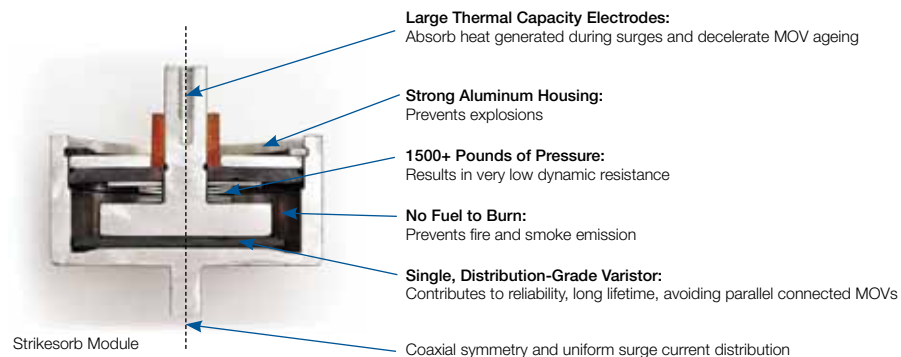 Large Thermal Capacity Electrodes:
Absorb heat generated during surges and decelerate MOV ageing
Strong Aluminum Housing:
Prevents explosions
1500+ Pounds of Pressure:
Results in very low dynamic resistance
No Fuel to Burn:
Prevents fire and smoke emission
Single, Distribution-Grade Varistor:
Contributes to reliability, long lifetime, avoiding parallel connected MOVs
Strikesorb Module
Coaxial symmetry and uniform surge current distribution